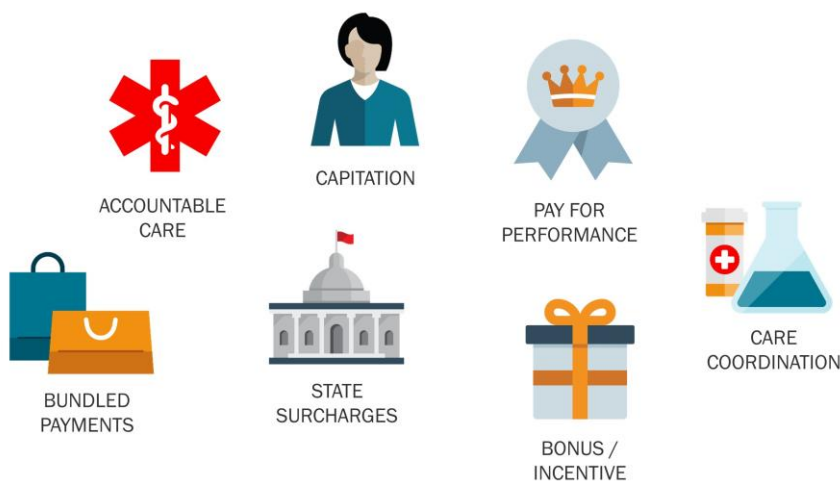 CAPITATION
ACCOUNTABLE
CARE
PAY FOR
PERFORMANCE
CARE
COORDINATION
STATE
SURCHARGES
BUNDLED
PAYMENTS
BONUS /
INCENTIVE